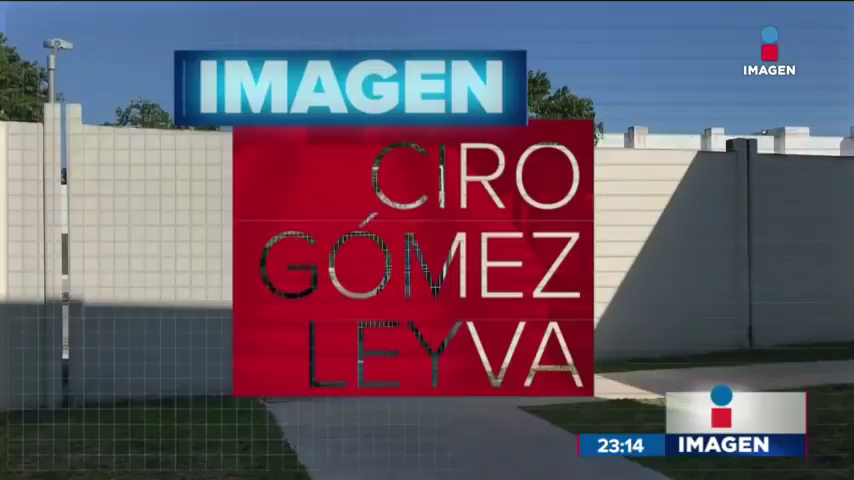 IMAGEN
IMAGEN
CIRO
GÓMEZ
LEYVA
23:14 IMAGEN